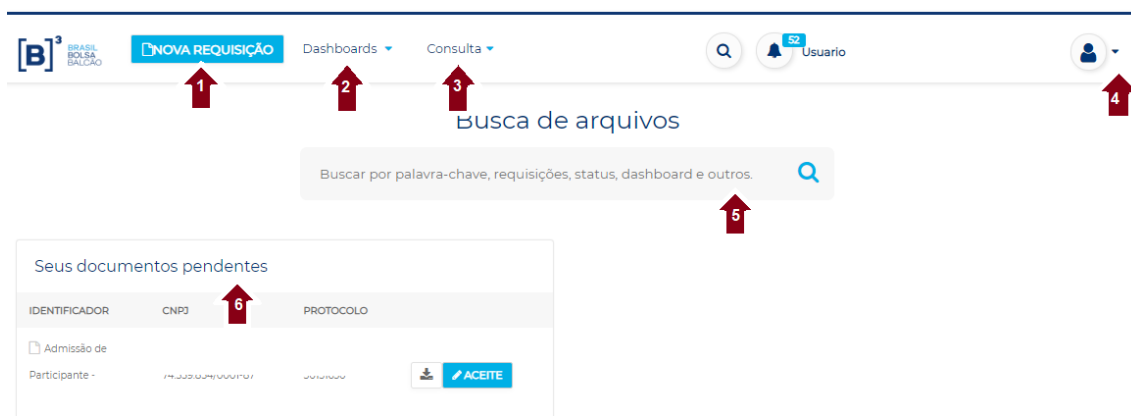 [B]³ BRASIL BOLSA BALCÃO
NOVA REQUISIÇÃO Dashboards Consulta 52 Usuario
1 2 3 4
Busca de arquivos
Buscar por palavra-chave, requisições, status, dashboard e outros.
5
Seus documentos pendentes
6
IDENTIFICADOR CNPJ PROTOCOLO
Admissão de
Participante - ACEITE